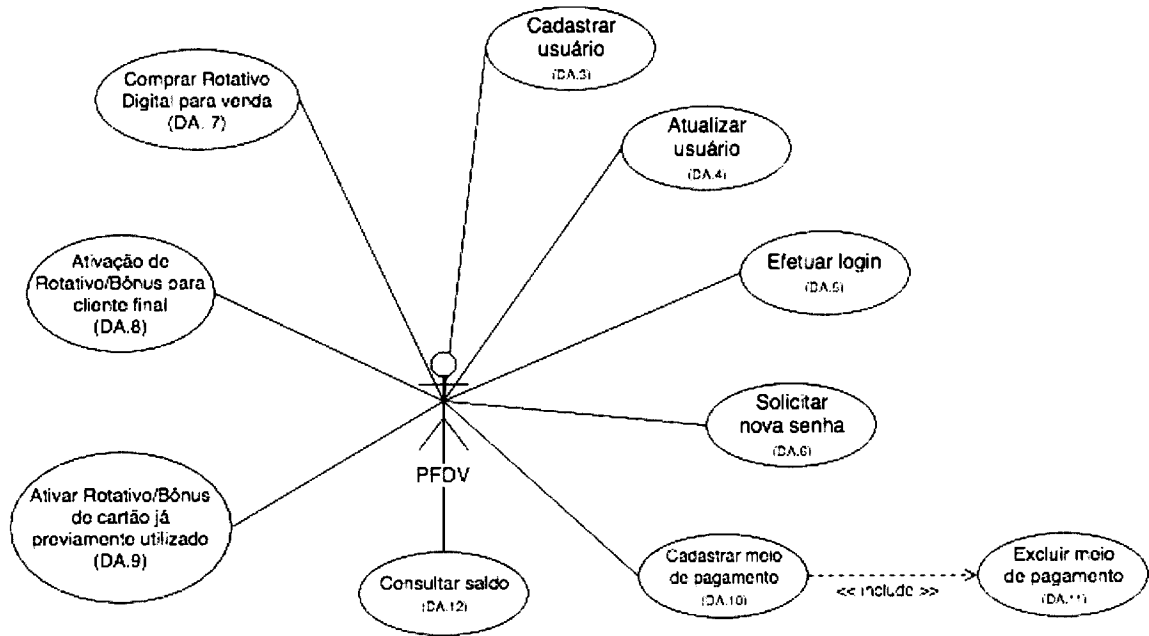 Cadastrar
usuário
(DA.3)
Comprar Rotativo
Digital para venda
(DA. 7)
Atualizar
usuário
(DA.4)
Ativação de
Rotativo/Bônus para
cliente final
(DA.8)
Efetuar login
(DA.5)
Solicitar
nova senha
(DA.6)
PFDV
Ativar Rotativo/Bônus
de cartão já
previamente utilizado
(DA.9)
Consultar saldo
(DA.12)
Cadastrar meio
de pagamento
(DA.10)
<< include >>
Excluir meio
de pagamento
(DA.11)